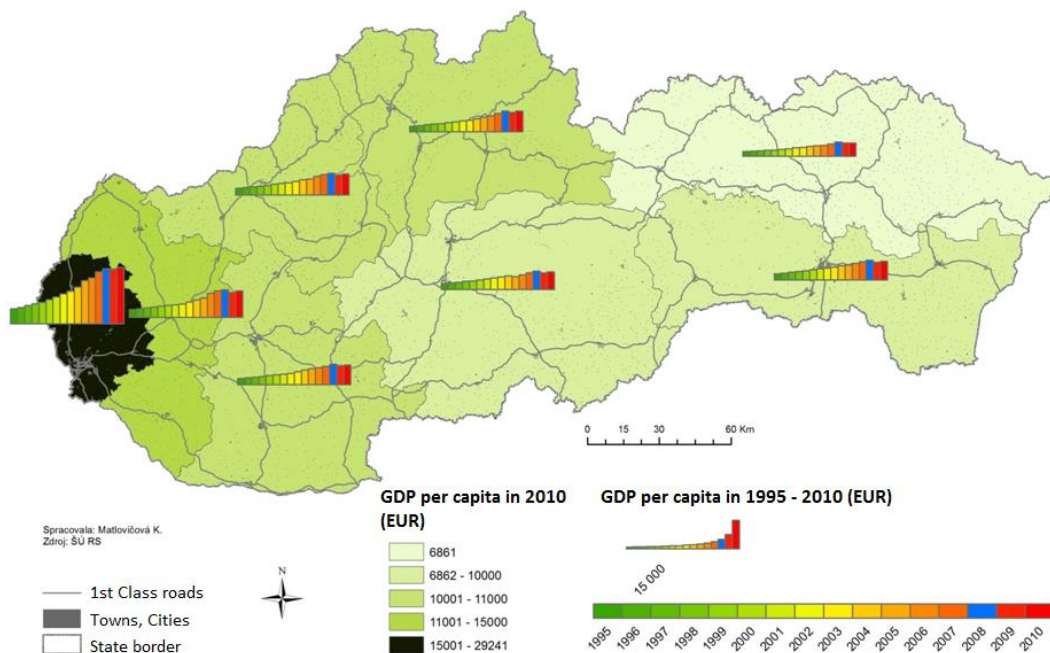 0 15 30 60 Km
GDP per capita in 2010
(EUR)
6861
6862 - 10000
10001 - 11000
11001 - 15000
15001 - 29241
GDP per capita in 1995 - 2010 (EUR)
15 000
1995 1996 1997 1998 1999 2000 2001 2002 2003 2004 2005 2006 2007 2008 2009 2010
Spracovala: Matlovičová K.
Zdroj: ŠÚ RS
1st Class roads
Towns, Cities
State border
N